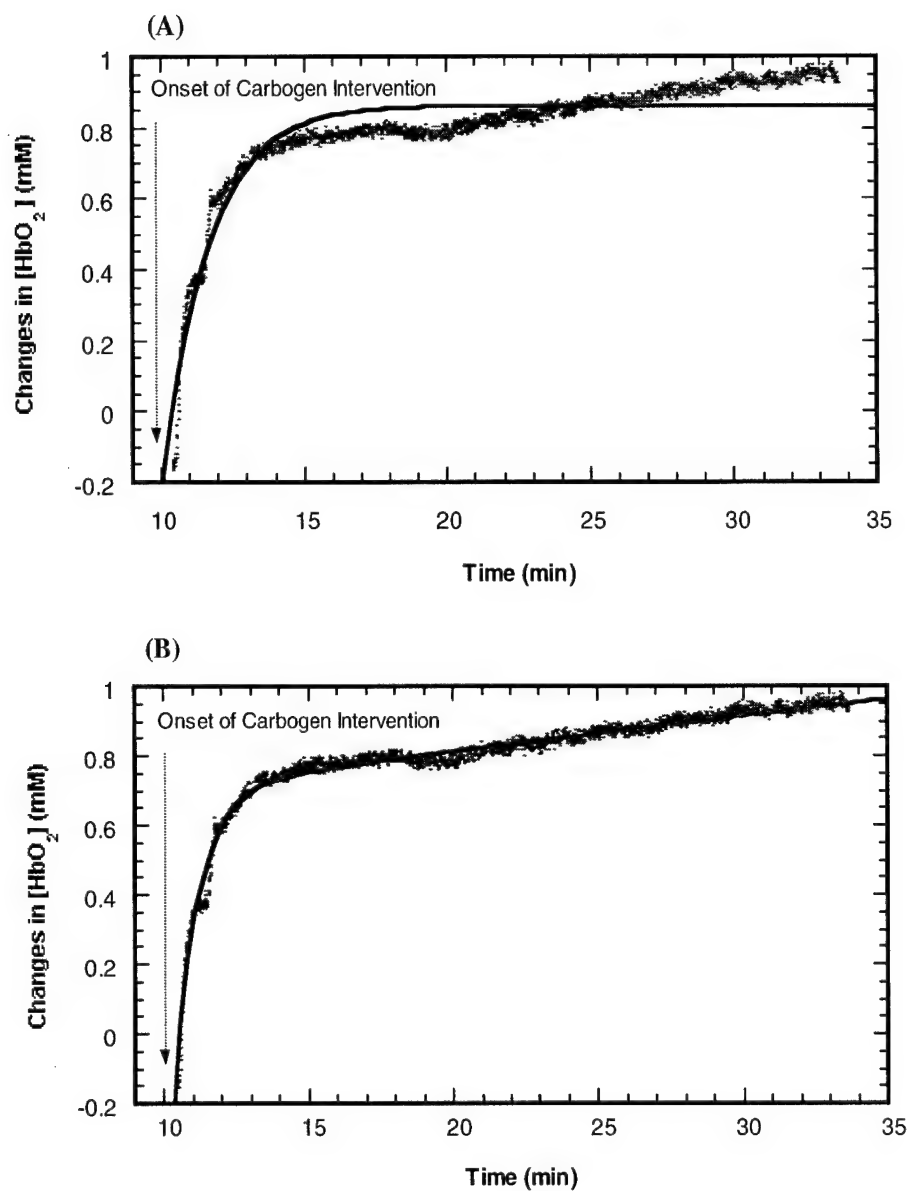 (A)
1
Onset of Carbogen Intervention
0.8
0.6
0.4
0.2
0
-0.2
Changes in [HbO2] (mM)
10 15 20 25 30 35
Time (min)
(B)
1
Onset of Carbogen Intervention
0.8
0.6
0.4
0.2
0
-0.2
Changes in [HbO2] (mM)
10 15 20 25 30 35
Time (min)